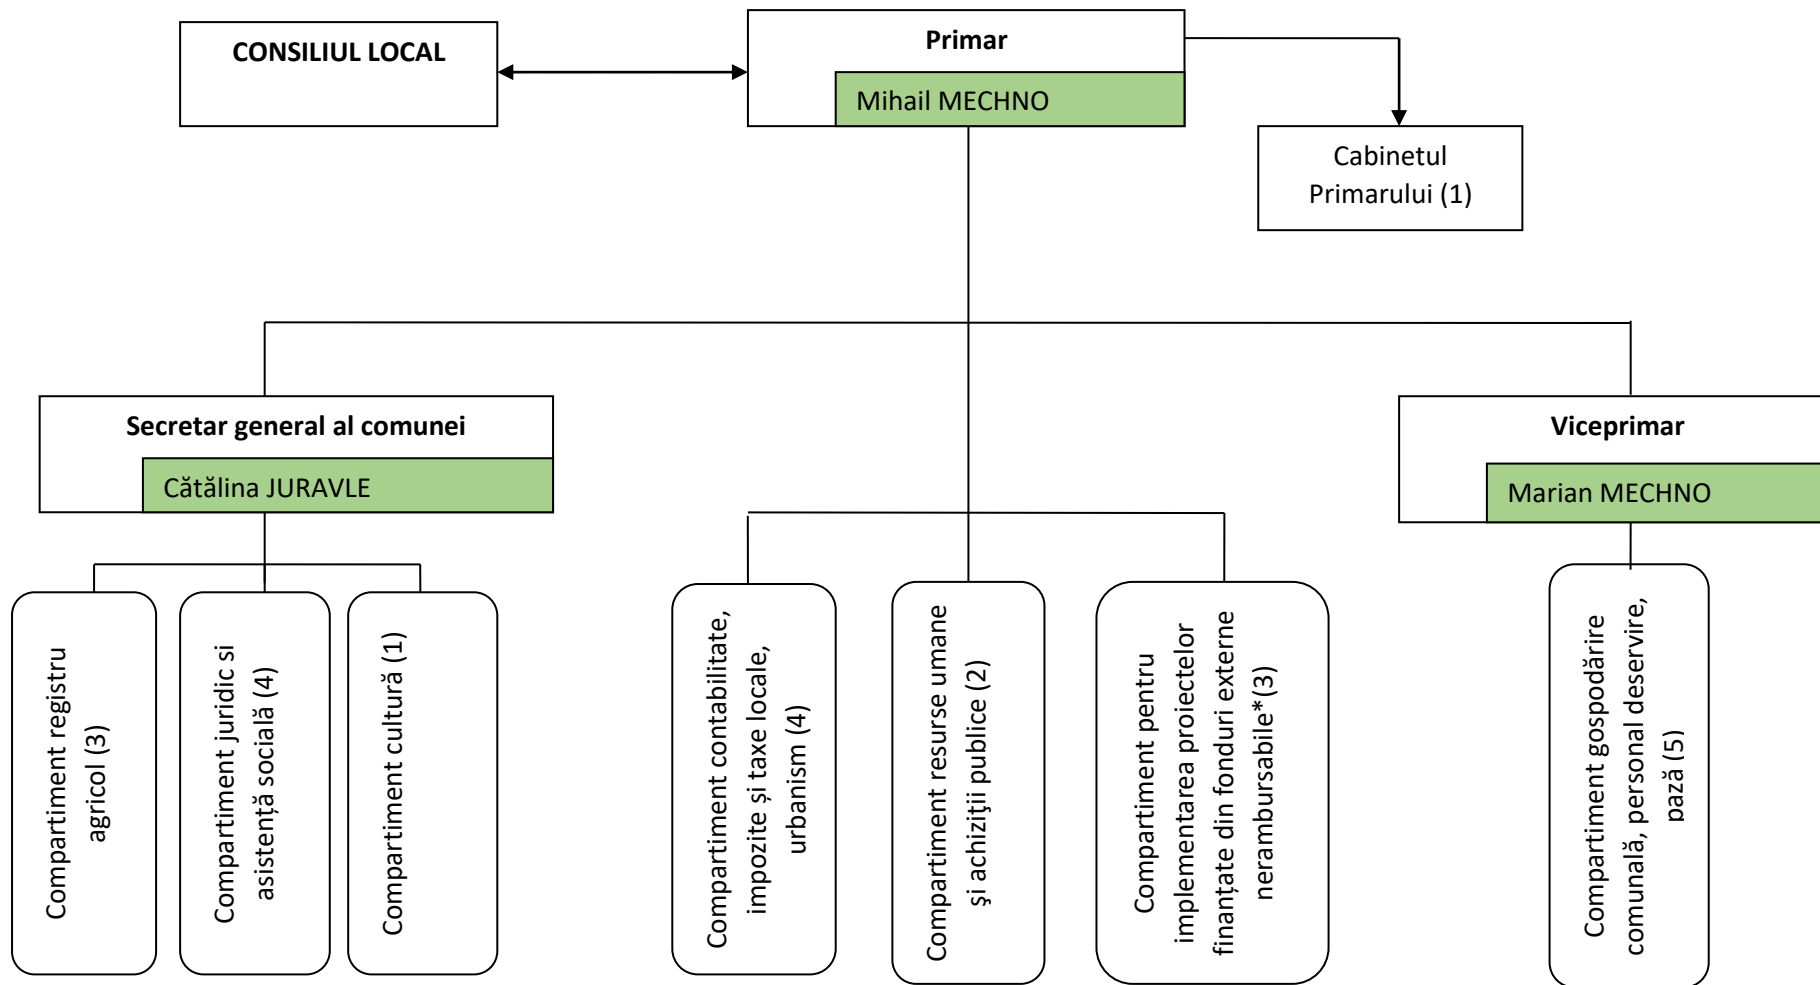 CONSILIUL LOCAL
Primar
Mihail MECHNO
Cabinetul
Primarului (1)
Secretar general al comunei
Cătălina JURAVLE
Viceprimar
Marian MECHNO
Compartiment registru
agricol (3)
Compartiment juridic si
asistență socială (4)
Compartiment cultură (1)
Compartiment contabilitate,
impozite și taxe locale,
urbanism (4)
Compartiment resurse umane
şi achiziţii publice (2)
Compartiment pentru
implementarea proiectelor
finanțate din fonduri externe
nerambursabile*(3)
Compartiment gospodărire
comunală, personal deservire,
pază (5)